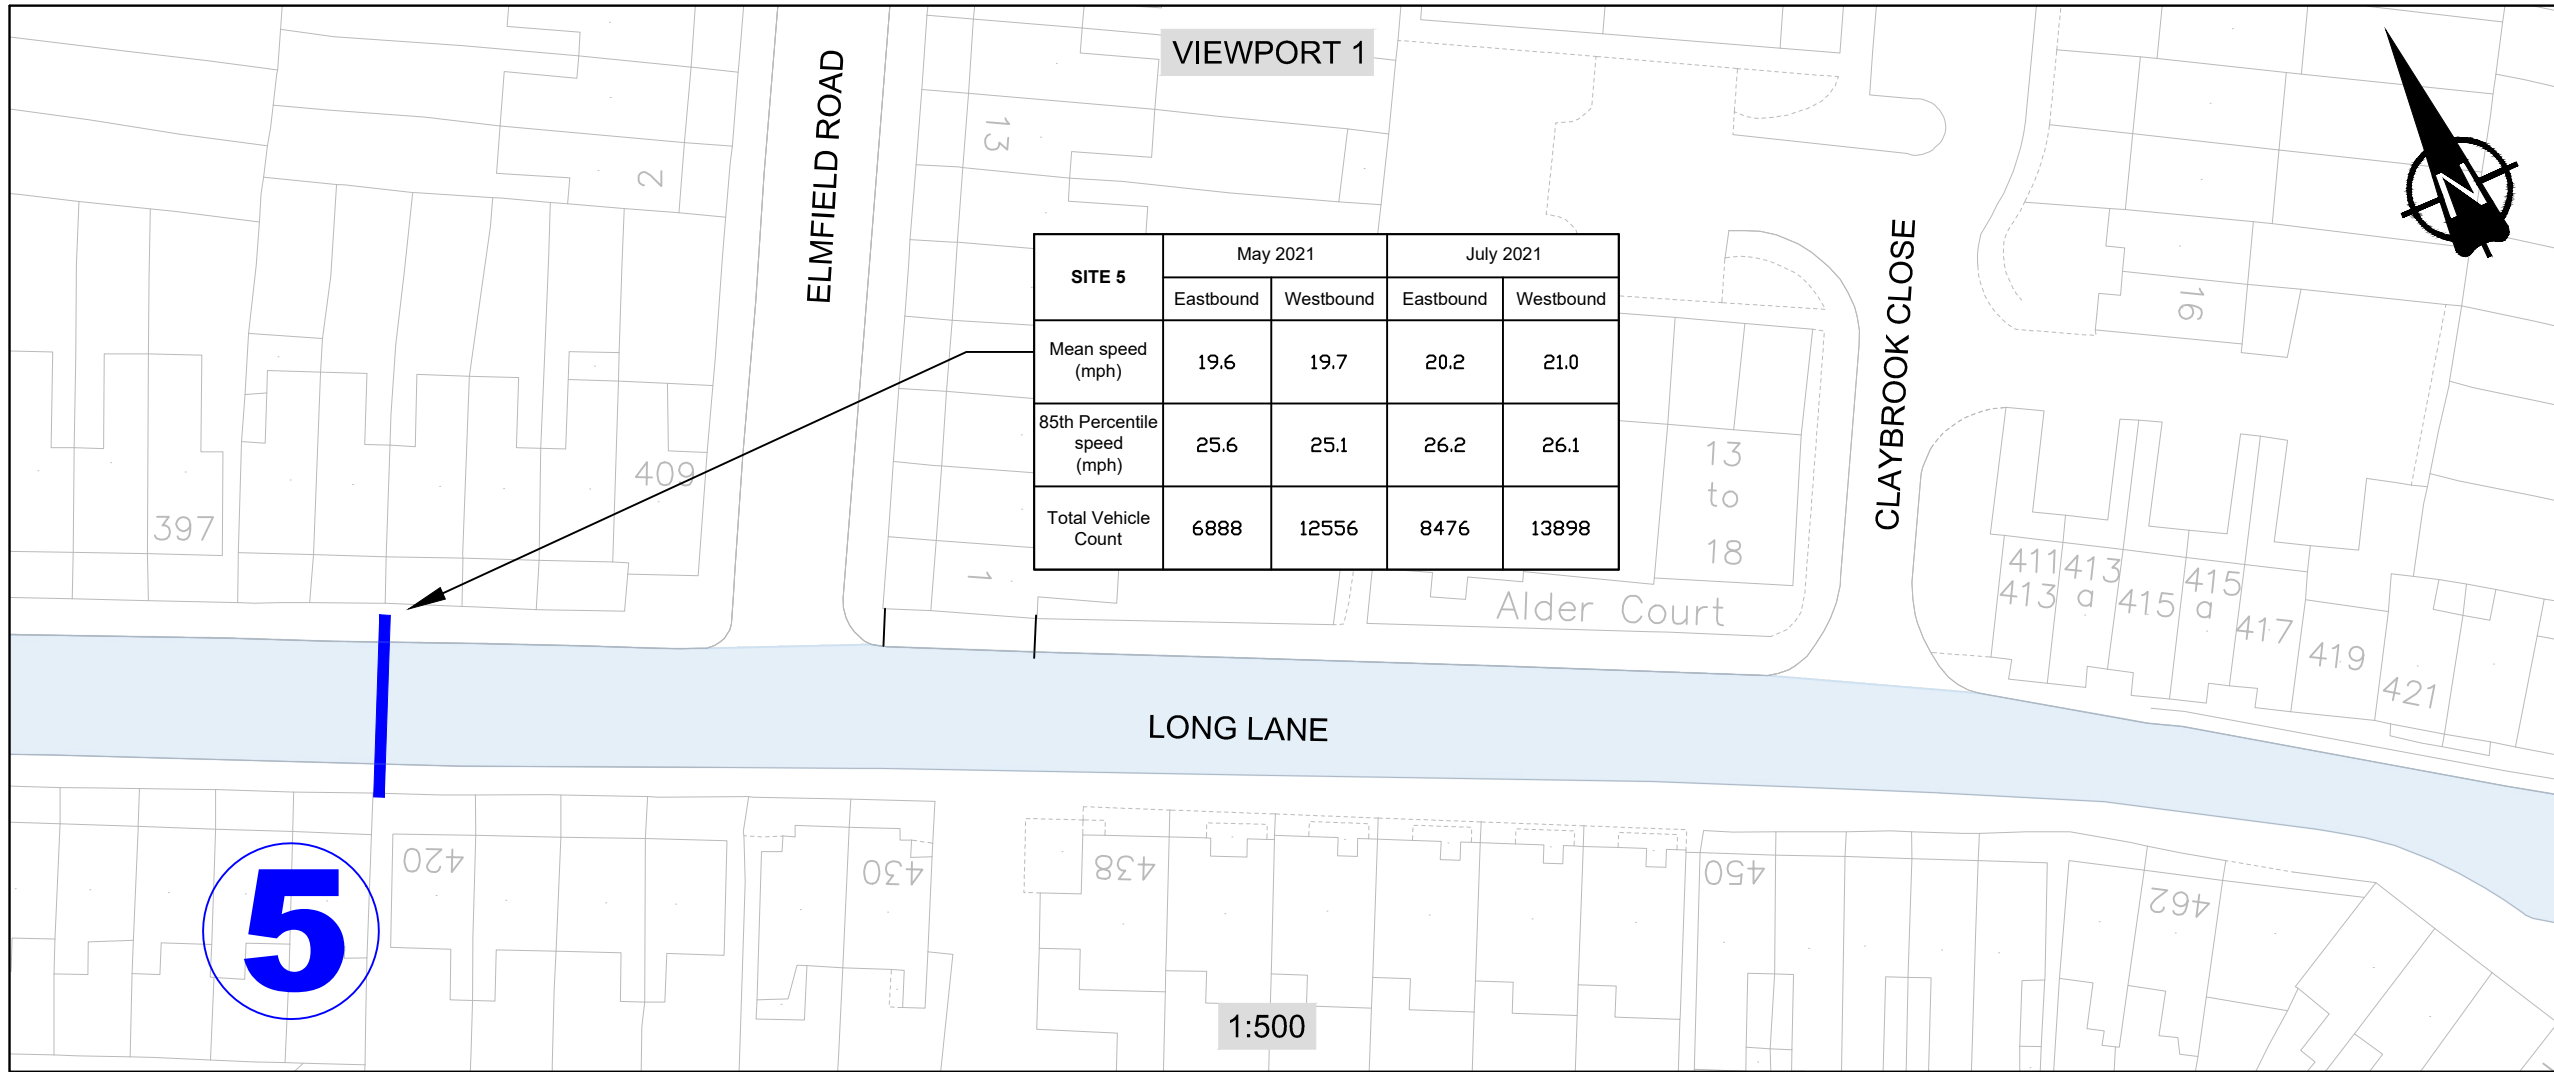 VIEWPORT 1
ELMFIELD ROAD
CLAYBROOK CLOSE
N
2
13
16
SITE 5 May 2021 July 2021
Eastbound Westbound Eastbound Westbound
Mean speed (mph) 19.6 19.7 20.2 21.0
85th Percentile speed (mph) 25.6 25.1 26.2 26.1
Total Vehicle Count 6888 12556 8476 13898
397
409
1
13
to
18
Alder Court
411
413
413
a
415
415
a
417
419
421
LONG LANE
5
420
430
438
450
462
1:500